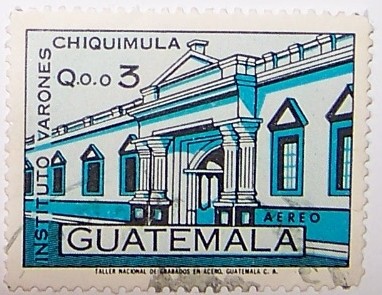 CHIQUIMULA
Q.0.03
INSTITUTO VARONES
AEREO
GUATEMALA
TALLER NACIONAL DE GRABADOS EN ACERO, GUATEMALA C. A.